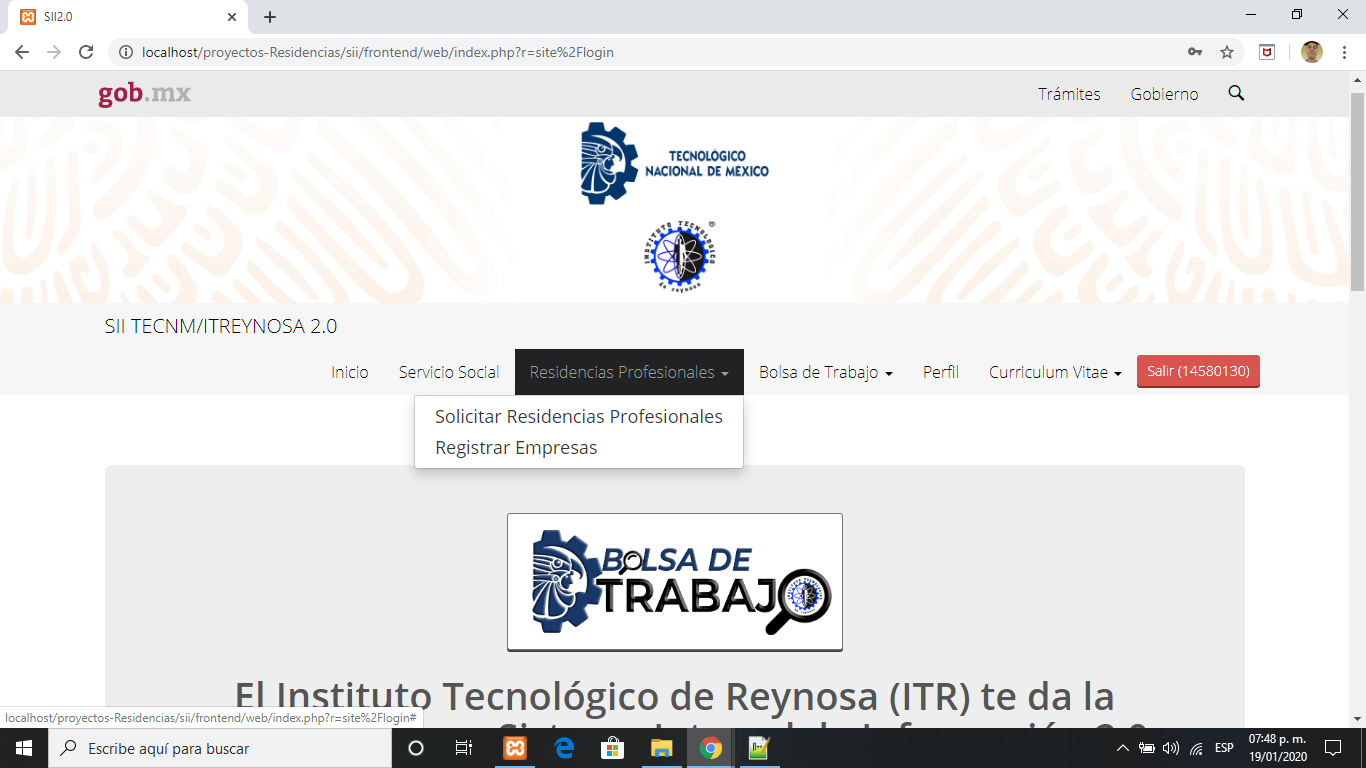 SII2.0
localhost/proyectos-Residencias/sii/frontend/web/index.php?r=site%2Flogin
gob.mx
Trámites Gobierno
TECNOLÓGICO
NACIONAL DE MÉXICO
INSTITUTO TECNOLOGICO ®
de reynosa
SII TECNM/ITREYNOSA 2.0
Inicio Servicio Social Residencias Profesionales Bolsa de Trabajo Perfil Curriculum Vitae Salir (14580130)
Solicitar Residencias Profesionales
Registrar Empresas
BOLSA DE
TRABAJO
El Instituto Tecnológico de Reynosa (ITR) te da la
localhost/proyectos-Residencias/sii/frontend/web/index.php?r=site%2Flogin#
Escribe aquí para buscar
ESP
07:48 p. m.
19/01/2020